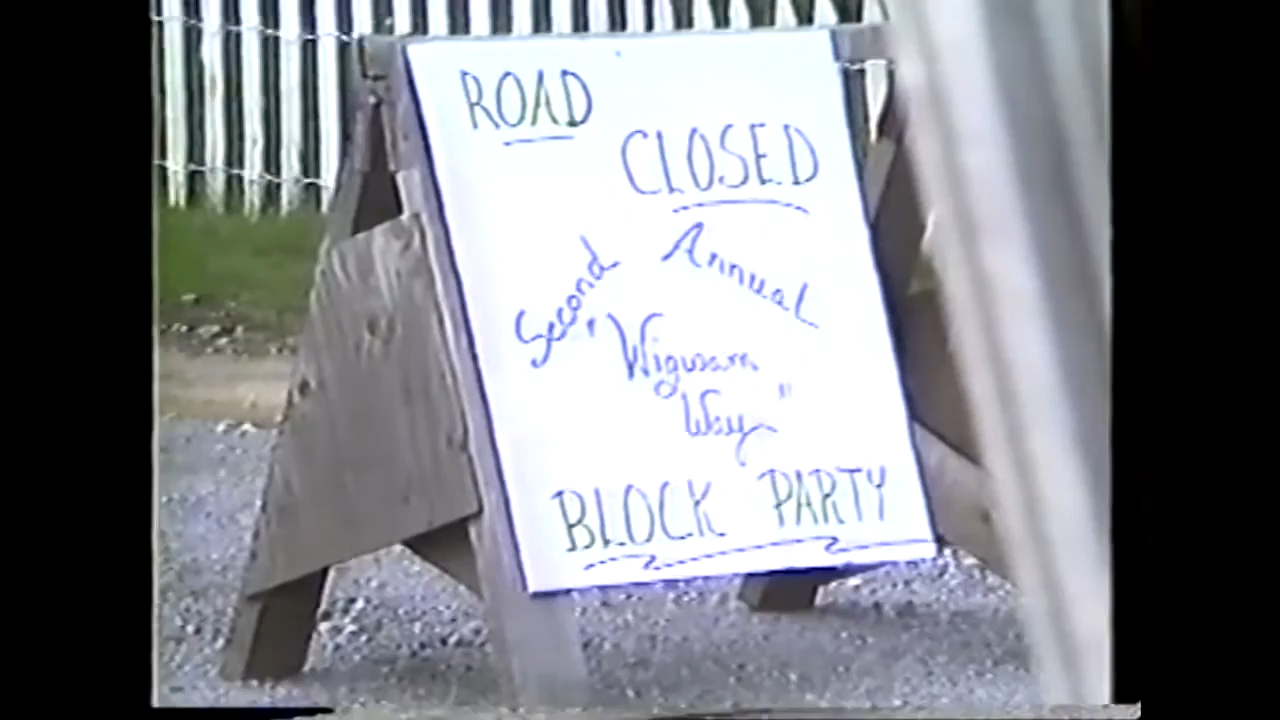 ROAD
CLOSED
Second Annual
"Wigwam
Way"
BLOCK PARTY